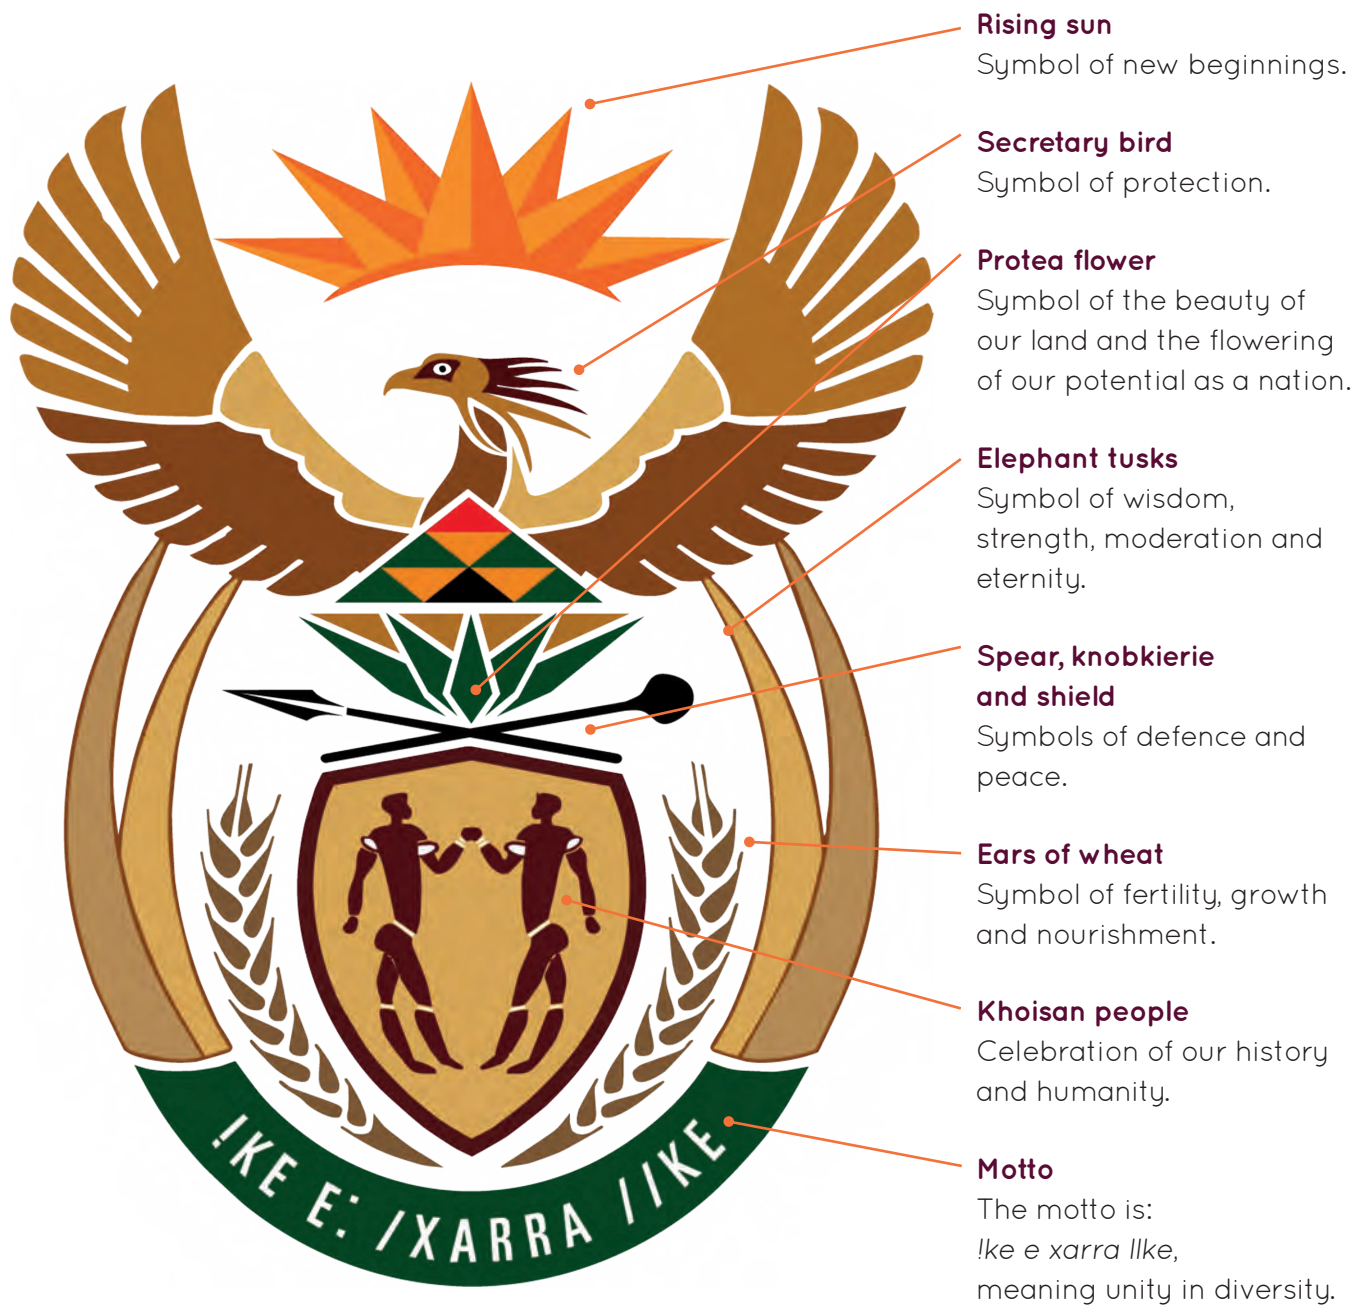 Rising sun
Symbol of new beginnings.
Secretary bird
Symbol of protection.
Protea flower
Symbol of the beauty of
our land and the flowering
of our potential as a nation.
Elephant tusks
Symbol of wisdom,
strength, moderation and
eternity.
Spear, knobkierie
and shield
Symbols of defence and
peace.
Ears of wheat
Symbol of fertility, growth
and nourishment.
Khoisan people
Celebration of our history
and humanity.
Motto
The motto is:
!ke e xarra llke,
meaning unity in diversity.
!KE E: /XARRA //KE